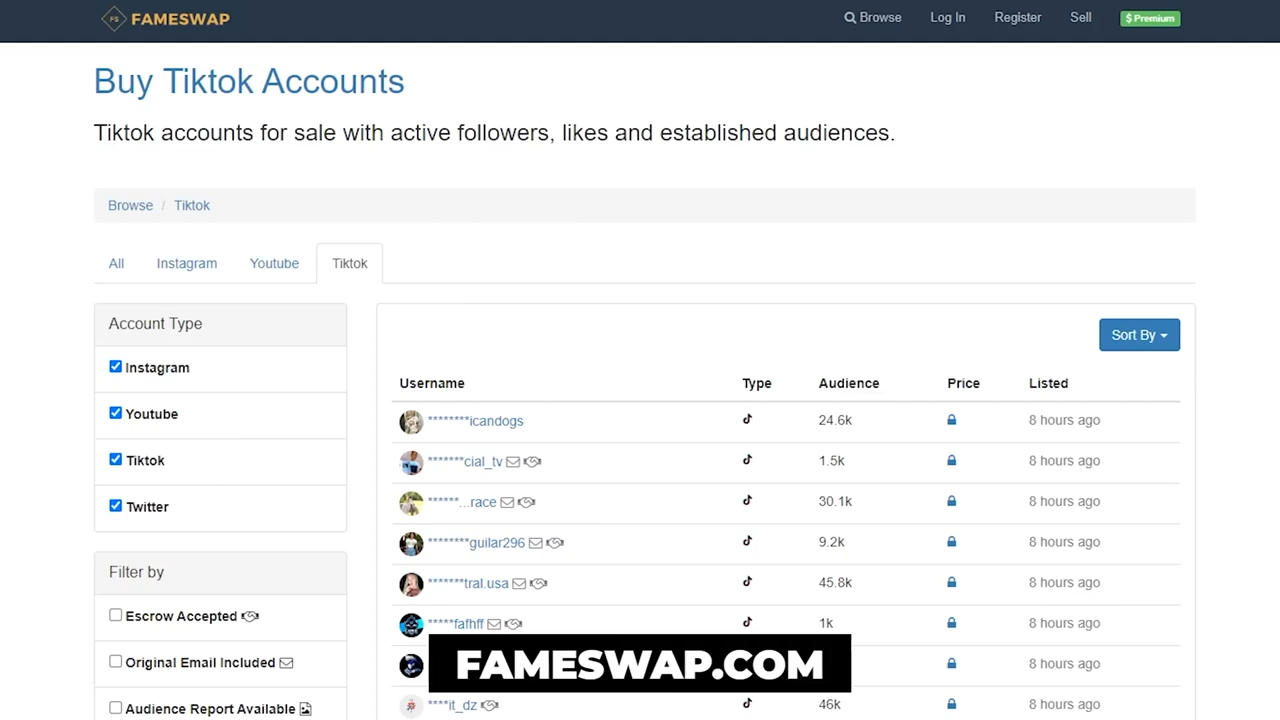 FS FAMESWAP Browse Log In Register Sell $ Premium
Buy Tiktok Accounts
Tiktok accounts for sale with active followers, likes and established audiences.
Browse / Tiktok
All Instagram Youtube Tiktok
Account Type
Instagram
Youtube
Tiktok
Twitter
Filter by
Escrow Accepted
Original Email Included
Audience Report Available
Sort By
Username Type Audience Price Listed
********icandogs 24.6k 8 hours ago
*******cial_tv 1.5k 8 hours ago
******...race 30.1k 8 hours ago
********guilar296 9.2k 8 hours ago
*******tral.usa 45.8k 8 hours ago
*****fafhff 1k 8 hours ago
8 hours ago
****it_dz 46k 8 hours ago
FAMESWAP.COM